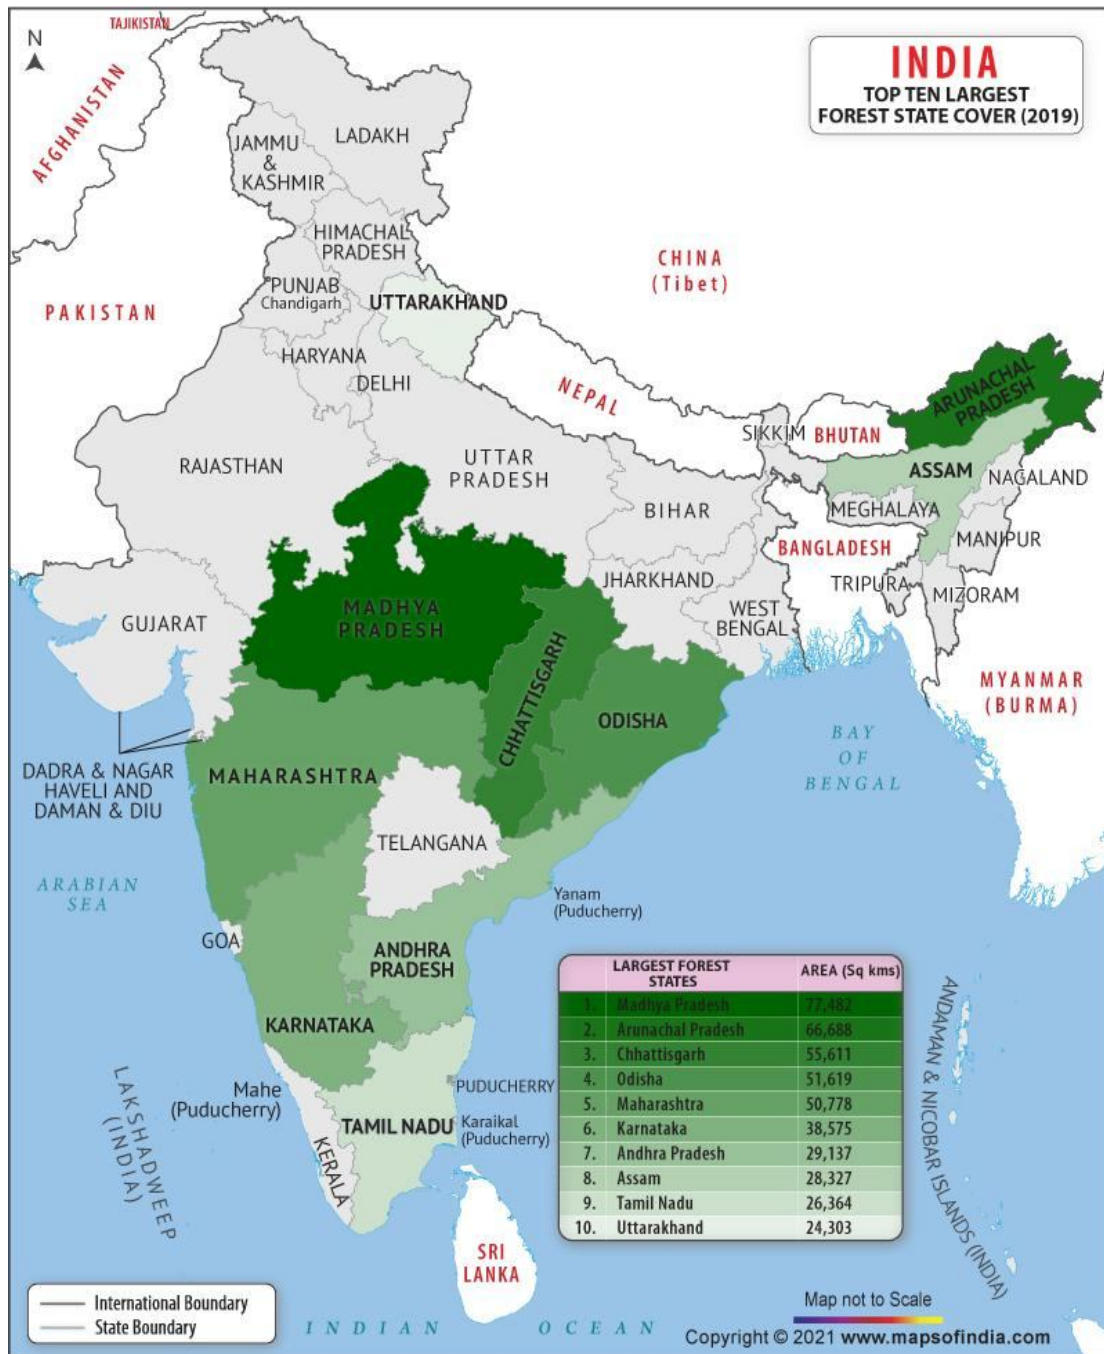 TAJIKISTAN
N
INDIA
TOP TEN LARGEST
FOREST STATE COVER (2019)
AFGHANISTAN
LADAKH
JAMMU
&
KASHMIR
HIMACHAL
PRADESH
CHINA
(Tibet)
PUNJAB
Chandigarh
UTTARAKHAND
PAKISTAN
HARYANA
DELHI
NEPAL
ARUNACHAL
PRADESH
SIKKIM
BHUTAN
RAJASTHAN
UTTAR
PRADESH
ASSAM
NAGALAND
BIHAR
MEGHALAYA
MANIPUR
BANGLADESH
JHARKHAND
TRIPURA
MIZORAM
GUJARAT
MADHYA
PRADESH
WEST
BENGAL
CHHATTISGARH
MYANMAR
(BURMA)
ODISHA
BAY
OF
BENGAL
DADRA & NAGAR
HAVELI AND
DAMAN & DIU
MAHARASHTRA
TELANGANA
ARABIAN
SEA
Yanam
(Puducherry)
GOA
ANDHRA
PRADESH
KARNATAKA
LARGEST FOREST
STATES
AREA (Sq kms)
1. Madhya Pradesh 77,482
2. Arunachal Pradesh 66,688
3. Chhattisgarh 55,611
4. Odisha 51,619
5. Maharashtra 50,778
6. Karnataka 38,575
7. Andhra Pradesh 29,137
8. Assam 28,327
9. Tamil Nadu 26,364
10. Uttarakhand 24,303
ANDAMAN & NICOBAR ISLANDS (INDIA)
LAKSHADWEEP
(INDIA)
Mahe
(Puducherry)
PUDUCHERRY
TAMIL NADU
Karaikal
(Puducherry)
KERALA
SRI
LANKA
International Boundary
State Boundary
INDIAN OCEAN
Map not to Scale
Copyright © 2021 www.mapsofindia.com